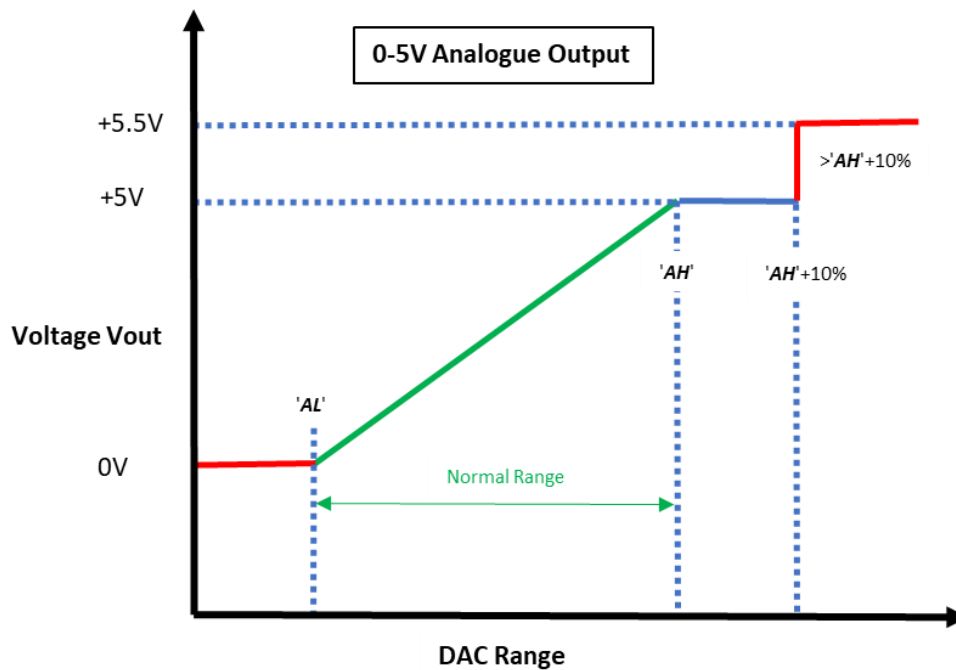 0-5V Analogue Output
+5.5V
>'AH'+10%
+5V
'AH'
'AH'+10%
Voltage Vout
'AL'
0V
Normal Range
DAC Range